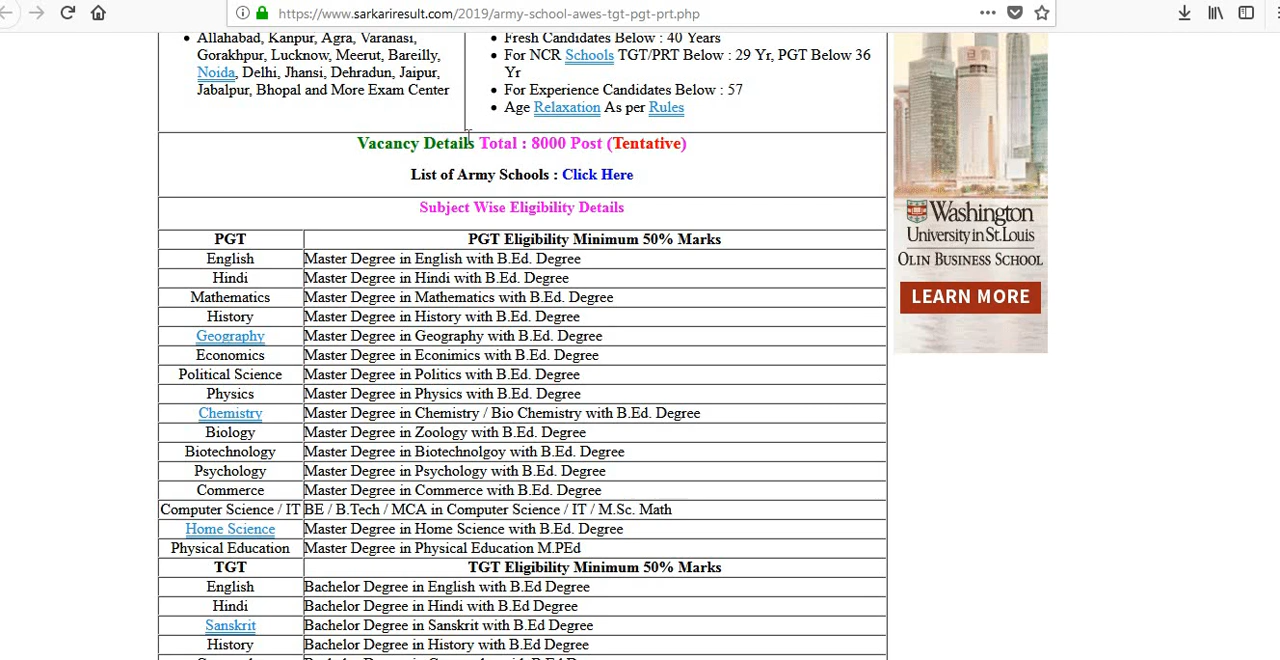 https://www.sarkariresult.com/2019/army-school-awes-tgt-pgt-prt.php
Allahabad, Kanpur, Agra, Varanasi,
Gorakhpur, Lucknow, Meerut, Bareilly,
Noida, Delhi, Jhansi, Dehradun, Jaipur,
Jabalpur, Bhopal and More Exam Center
Fresh Candidates Below : 40 Years
For NCR Schools TGT/PRT Below : 29 Yr, PGT Below 36
Yr
For Experience Candidates Below : 57
Age Relaxation As per Rules
Vacancy Details Total : 8000 Post (Tentative)
List of Army Schools : Click Here
Subject Wise Eligibility Details
PGT PGT Eligibility Minimum 50% Marks
English Master Degree in English with B.Ed. Degree
Hindi Master Degree in Hindi with B.Ed. Degree
Mathematics Master Degree in Mathematics with B.Ed. Degree
History Master Degree in History with B.Ed. Degree
Geography Master Degree in Geography with B.Ed. Degree
Economics Master Degree in Econimics with B.Ed. Degree
Political Science Master Degree in Politics with B.Ed. Degree
Physics Master Degree in Physics with B.Ed. Degree
Chemistry Master Degree in Chemistry / Bio Chemistry with B.Ed. Degree
Biology Master Degree in Zoology with B.Ed. Degree
Biotechnology Master Degree in Biotechnolgoy with B.Ed. Degree
Psychology Master Degree in Psychology with B.Ed. Degree
Commerce Master Degree in Commerce with B.Ed. Degree
Computer Science / IT BE / B.Tech / MCA in Computer Science / IT / M.Sc. Math
Home Science Master Degree in Home Science with B.Ed. Degree
Physical Education Master Degree in Physical Education M.PEd
TGT TGT Eligibility Minimum 50% Marks
English Bachelor Degree in English with B.Ed Degree
Hindi Bachelor Degree in Hindi with B.Ed Degree
Sanskrit Bachelor Degree in Sanskrit with B.Ed Degree
History Bachelor Degree in History with B.Ed Degree
Washington
University in St. Louis
OLIN BUSINESS SCHOOL
LEARN MORE